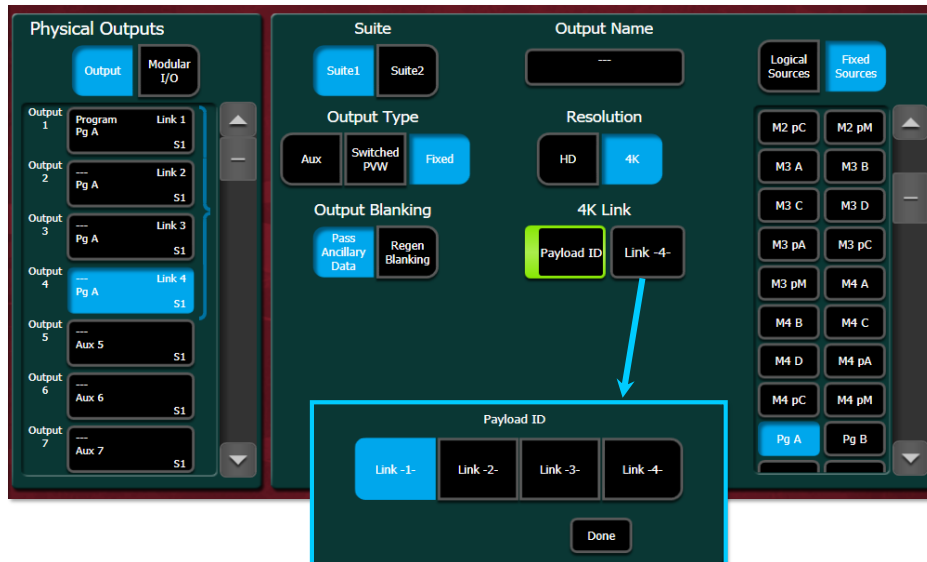 Physical Outputs
Output
Modular
I/O
Output
1
Program
Link 1
Pg A
S1
Output
2
---
Link 2
Pg A
S1
Output
3
---
Link 3
Pg A
S1
Output
4
---
Link 4
Pg A
S1
Output
5
---
Aux 5
S1
Output
6
---
Aux 6
S1
Output
7
---
Aux 7
S1
Suite
Suite1
Suite2
Output Name
---
Output Type
Aux
Switched
PVW
Fixed
Resolution
HD
4K
Output Blanking
Pass
Ancillary
Data
Regen
Blanking
4K Link
Payload ID
Link -4-
Payload ID
Link -1-
Link -2-
Link -3-
Link -4-
Done
Logical
Sources
Fixed
Sources
M2 pC
M2 pM
M3 A
M3 B
M3 C
M3 D
M3 pA
M3 pC
M3 pM
M4 A
M4 B
M4 C
M4 D
M4 pA
M4 pC
M4 pM
Pg A
Pg B